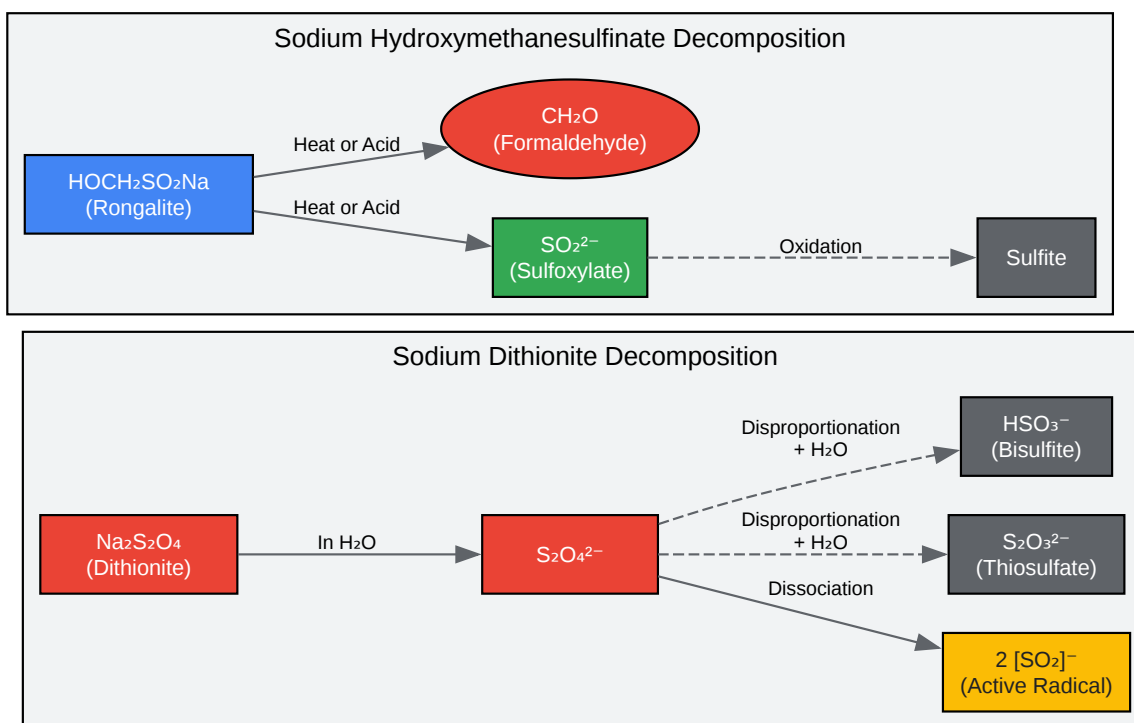 Sodium Hydroxymethanesulfinate Decomposition
CH₂O
(Formaldehyde)
Heat or Acid
HOCH₂SO₂Na
(Rongalite)
Heat or Acid
SO₂²⁻
(Sulfoxylate)
Oxidation
Sulfite
Sodium Dithionite Decomposition
HSO₃⁻
(Bisulfite)
Disproportionation
+ H₂O
Na₂S₂O₄
(Dithionite)
In H₂O
S₂O₄²⁻
Disproportionation
+ H₂O
S₂O₃²⁻
(Thiosulfate)
Dissociation
2 [SO₂]⁻
(Active Radical)